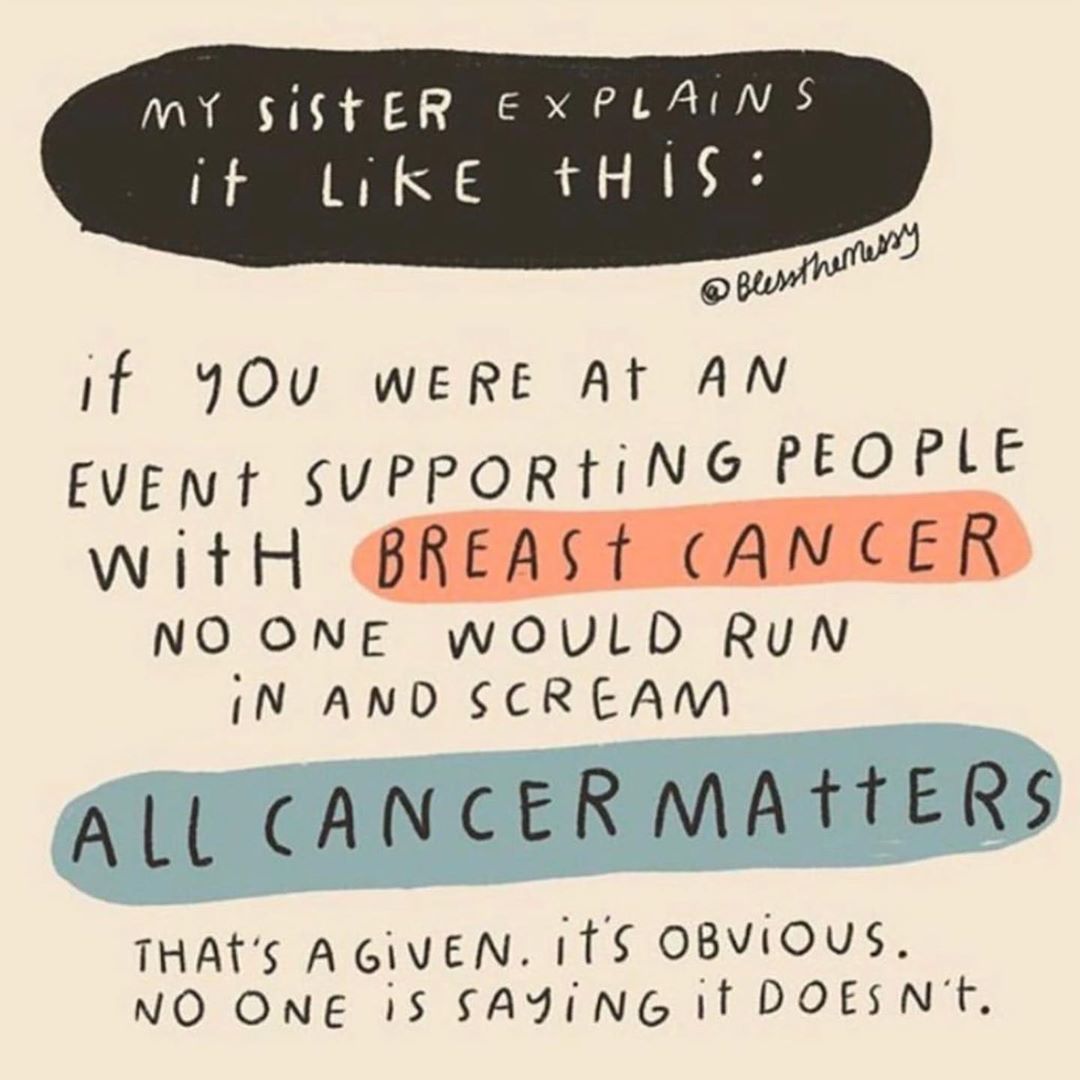 MY SiStER EXPLAiNS
it LiKE tHiS:
@Blessthemessy
if YOU WERE At AN
EVENt SUPPORtiNG PEOPLE
WitH BREASt CANCER
NO ONE WOULD RUN
iN AND SCREAM
ALL CANCER MAttERS
THAt'S A GiVEN. it'S OBViOUS.
NO ONE iS SAYiNG it DOESN't.